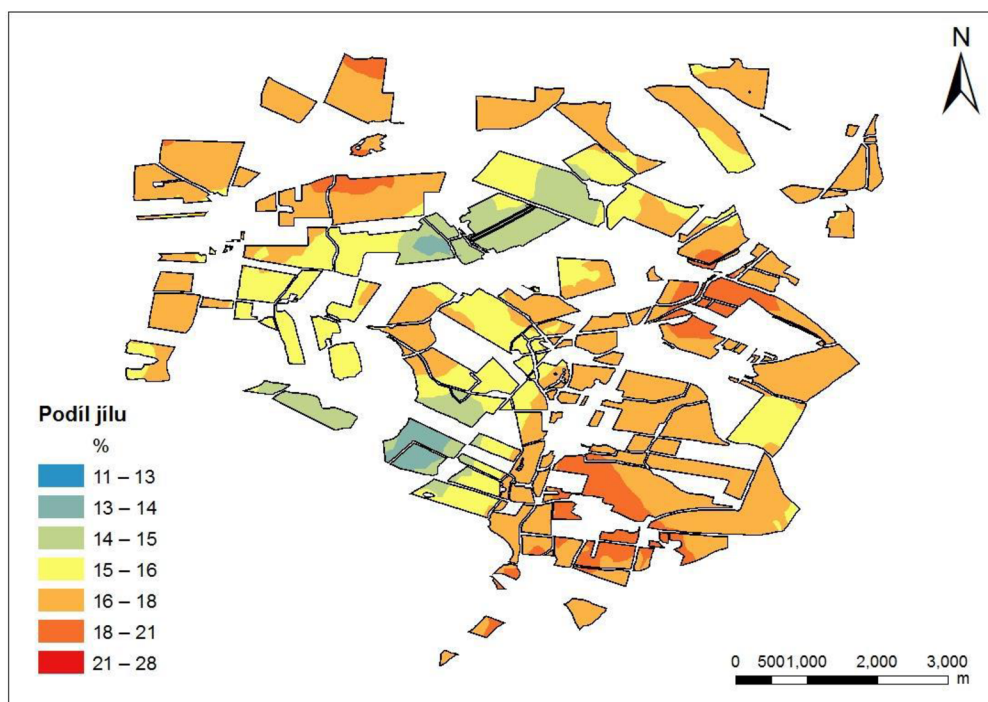 N
Podíl jílu
%
11 – 13
13 – 14
14 – 15
15 – 16
16 – 18
18 – 21
21 – 28
0 5001,000 2,000 3,000
m